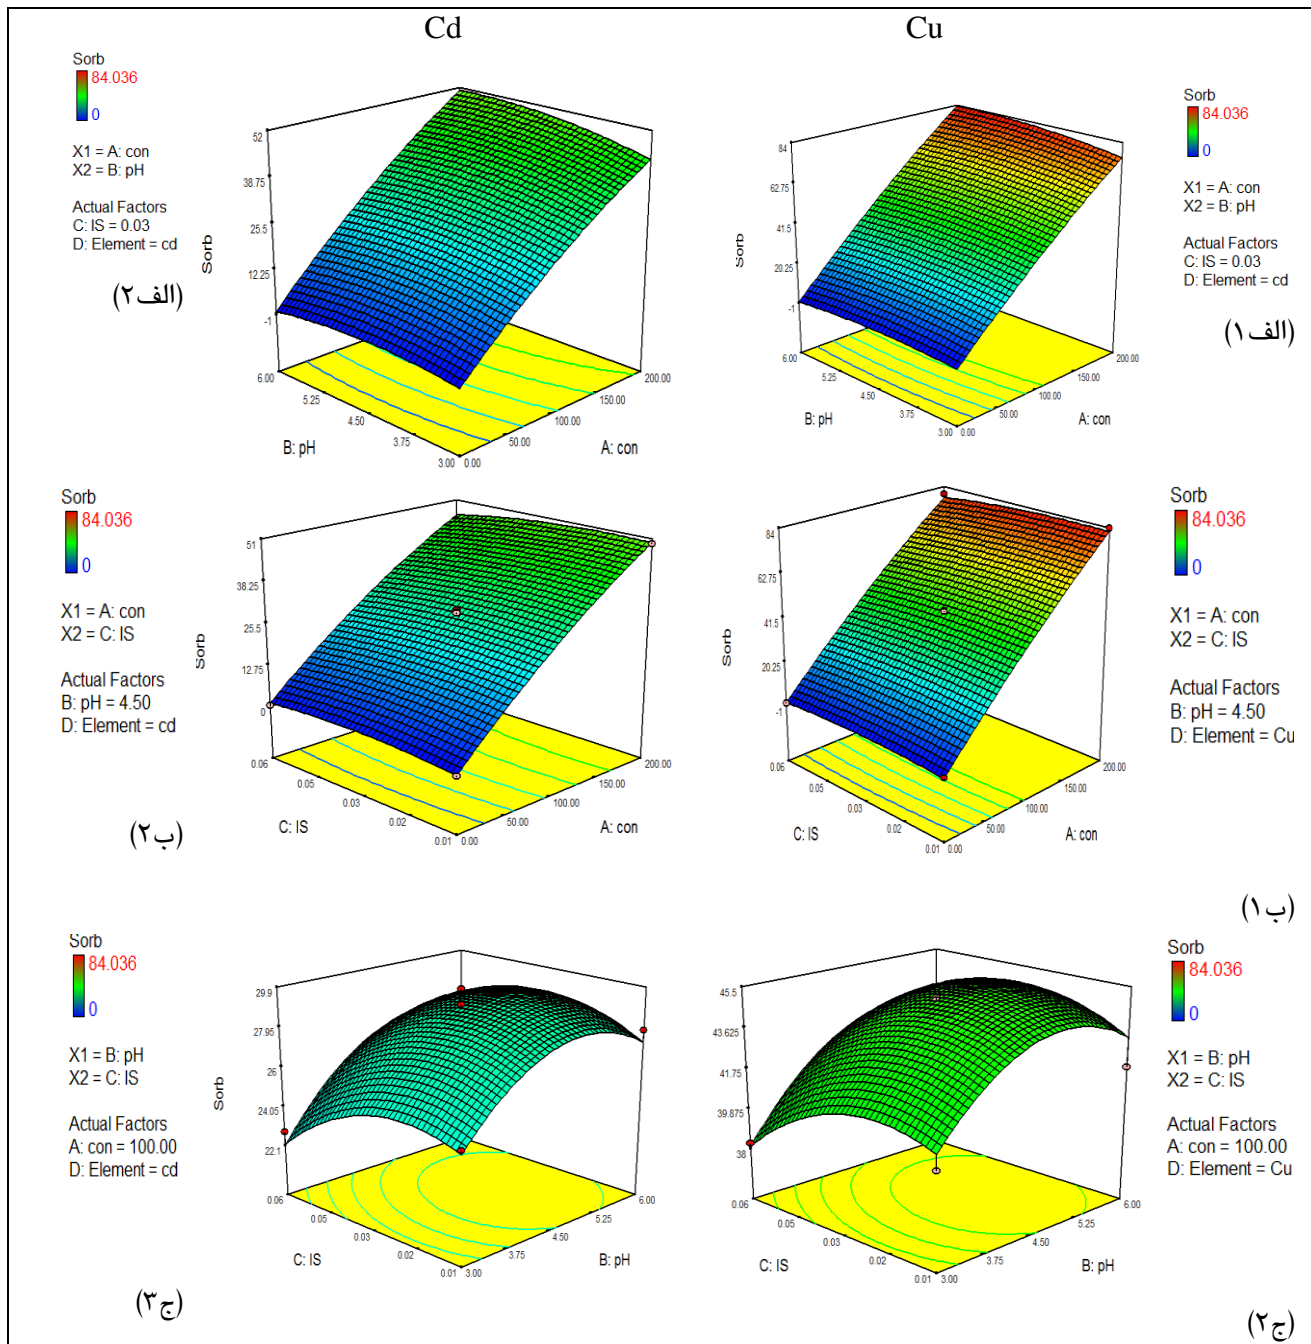 Cd
Cu
Sorb
84.036
0
X1 = A: con
X2 = B: pH
Actual Factors
C: IS = 0.03
D: Element = cd
(الف۲)
52
38.75
25.5
12.25
-1
Sorb
6.00
5.25
4.50
3.75
3.00
B: pH
0.00
50.00
100.00
150.00
200.00
A: con
84
62.75
41.5
20.25
-1
Sorb
6.00
5.25
4.50
3.75
3.00
B: pH
0.00
50.00
100.00
150.00
200.00
A: con
Sorb
84.036
0
X1 = A: con
X2 = B: pH
Actual Factors
C: IS = 0.03
D: Element = cd
(الف۱)
Sorb
84.036
0
X1 = A: con
X2 = C: IS
Actual Factors
B: pH = 4.50
D: Element = cd
(ب۲)
51
38.25
25.5
12.75
0
Sorb
0.06
0.05
0.03
0.02
0.01
C: IS
0.00
50.00
100.00
150.00
200.00
A: con
84
62.75
41.5
20.25
-1
Sorb
0.06
0.05
0.03
0.02
0.01
C: IS
0.00
50.00
100.00
150.00
200.00
A: con
Sorb
84.036
0
X1 = A: con
X2 = C: IS
Actual Factors
B: pH = 4.50
D: Element = Cu
(ب۱)
Sorb
84.036
0
X1 = B: pH
X2 = C: IS
Actual Factors
A: con = 100.00
D: Element = cd
(ج۳)
29.9
27.95
26
24.05
22.1
Sorb
0.06
0.05
0.03
0.02
0.01
C: IS
3.00
3.75
4.50
5.25
6.00
B: pH
45.5
43.625
41.75
39.875
38
0.06
0.05
0.03
0.02
0.01
C: IS
3.00
3.75
4.50
5.25
6.00
B: pH
Sorb
84.036
0
X1 = B: pH
X2 = C: IS
Actual Factors
A: con = 100.00
D: Element = Cu
(ج۲)